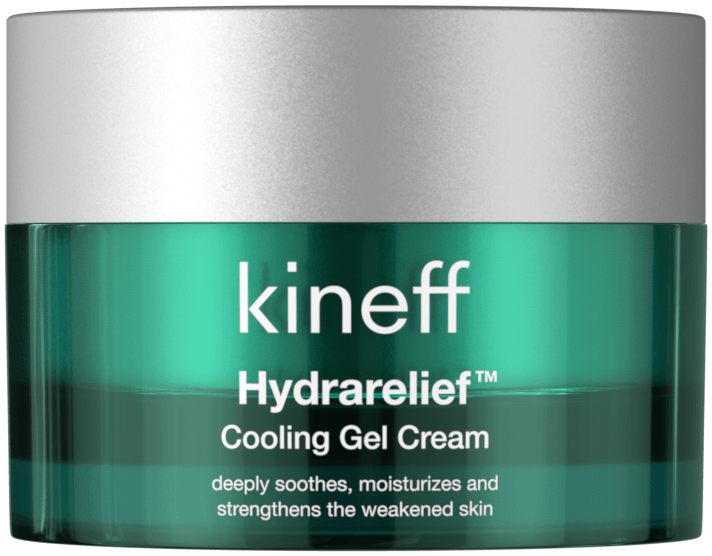 kineff
Hydrarelief™
Cooling Gel Cream
deeply soothes, moisturizes and
strengthens the weakened skin